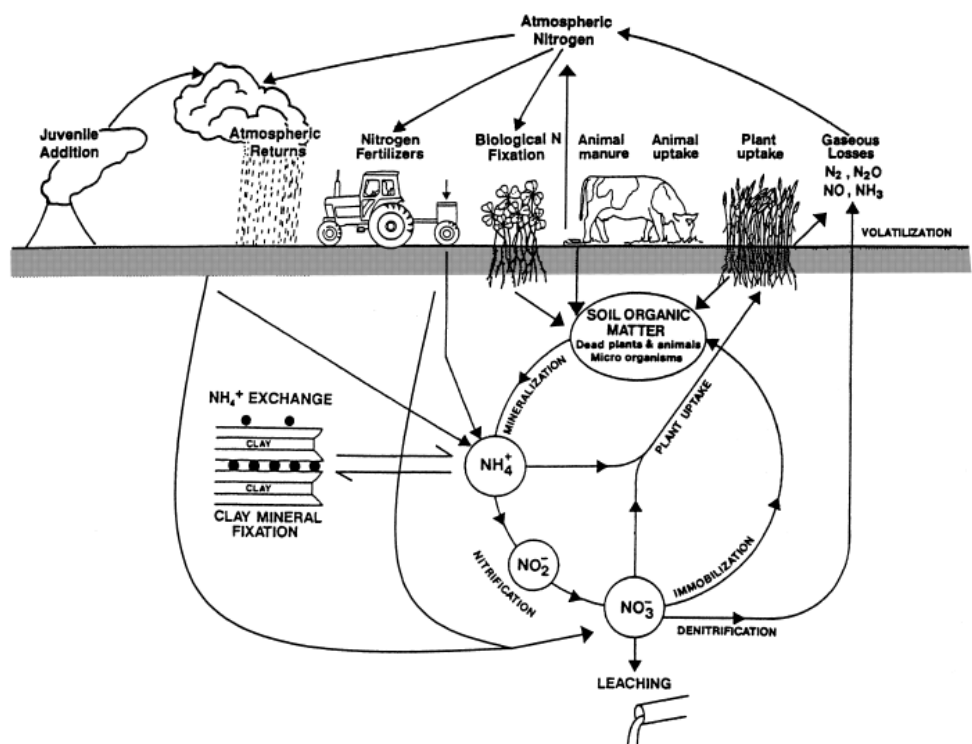 Atmospheric
Nitrogen
Juvenile
Addition
Atmospheric
Returns
Nitrogen
Fertilizers
Biological N
Fixation
Animal
manure
Animal
uptake
Plant
uptake
Gaseous
Losses
N₂ , N₂O
NO , NH₃
VOLATILIZATION
SOIL ORGANIC
MATTER
Dead plants & animals
Micro organisms
MINERALIZATION
PLANT UPTAKE
NH₄⁺ EXCHANGE
CLAY
CLAY
CLAY MINERAL
FIXATION
NH₄⁺
NO₂⁻
NITRIFICATION
NO₃⁻
IMMOBILIZATION
DENITRIFICATION
LEACHING